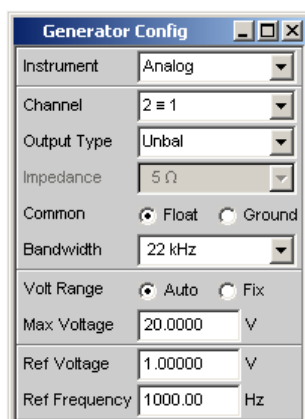 Generator Config
Instrument Analog
Channel 2 ≡ 1
Output Type Unbal
Impedance 5 Ω
Common Float Ground
Bandwidth 22 kHz
Volt Range Auto Fix
Max Voltage 20.0000 V
Ref Voltage 1.00000 V
Ref Frequency 1000.00 Hz